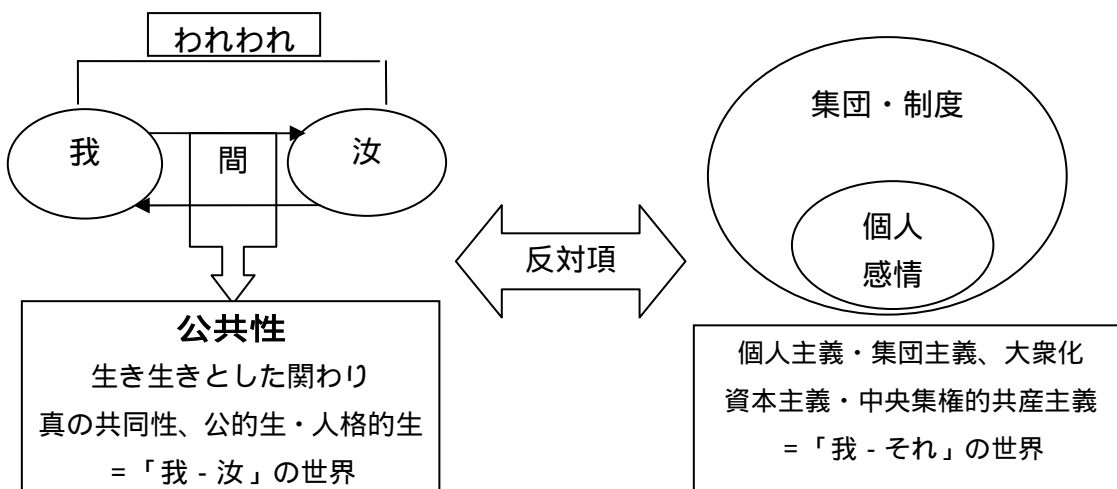 われわれ
我
間
汝
公共性
生き生きとした関わり
真の共同性、公的生・人格的生
=「我 - 汝」の世界
反対項
集団・制度
個人
感情
個人主義・集団主義、大衆化
資本主義・中央集権的共産主義
=「我 - それ」の世界